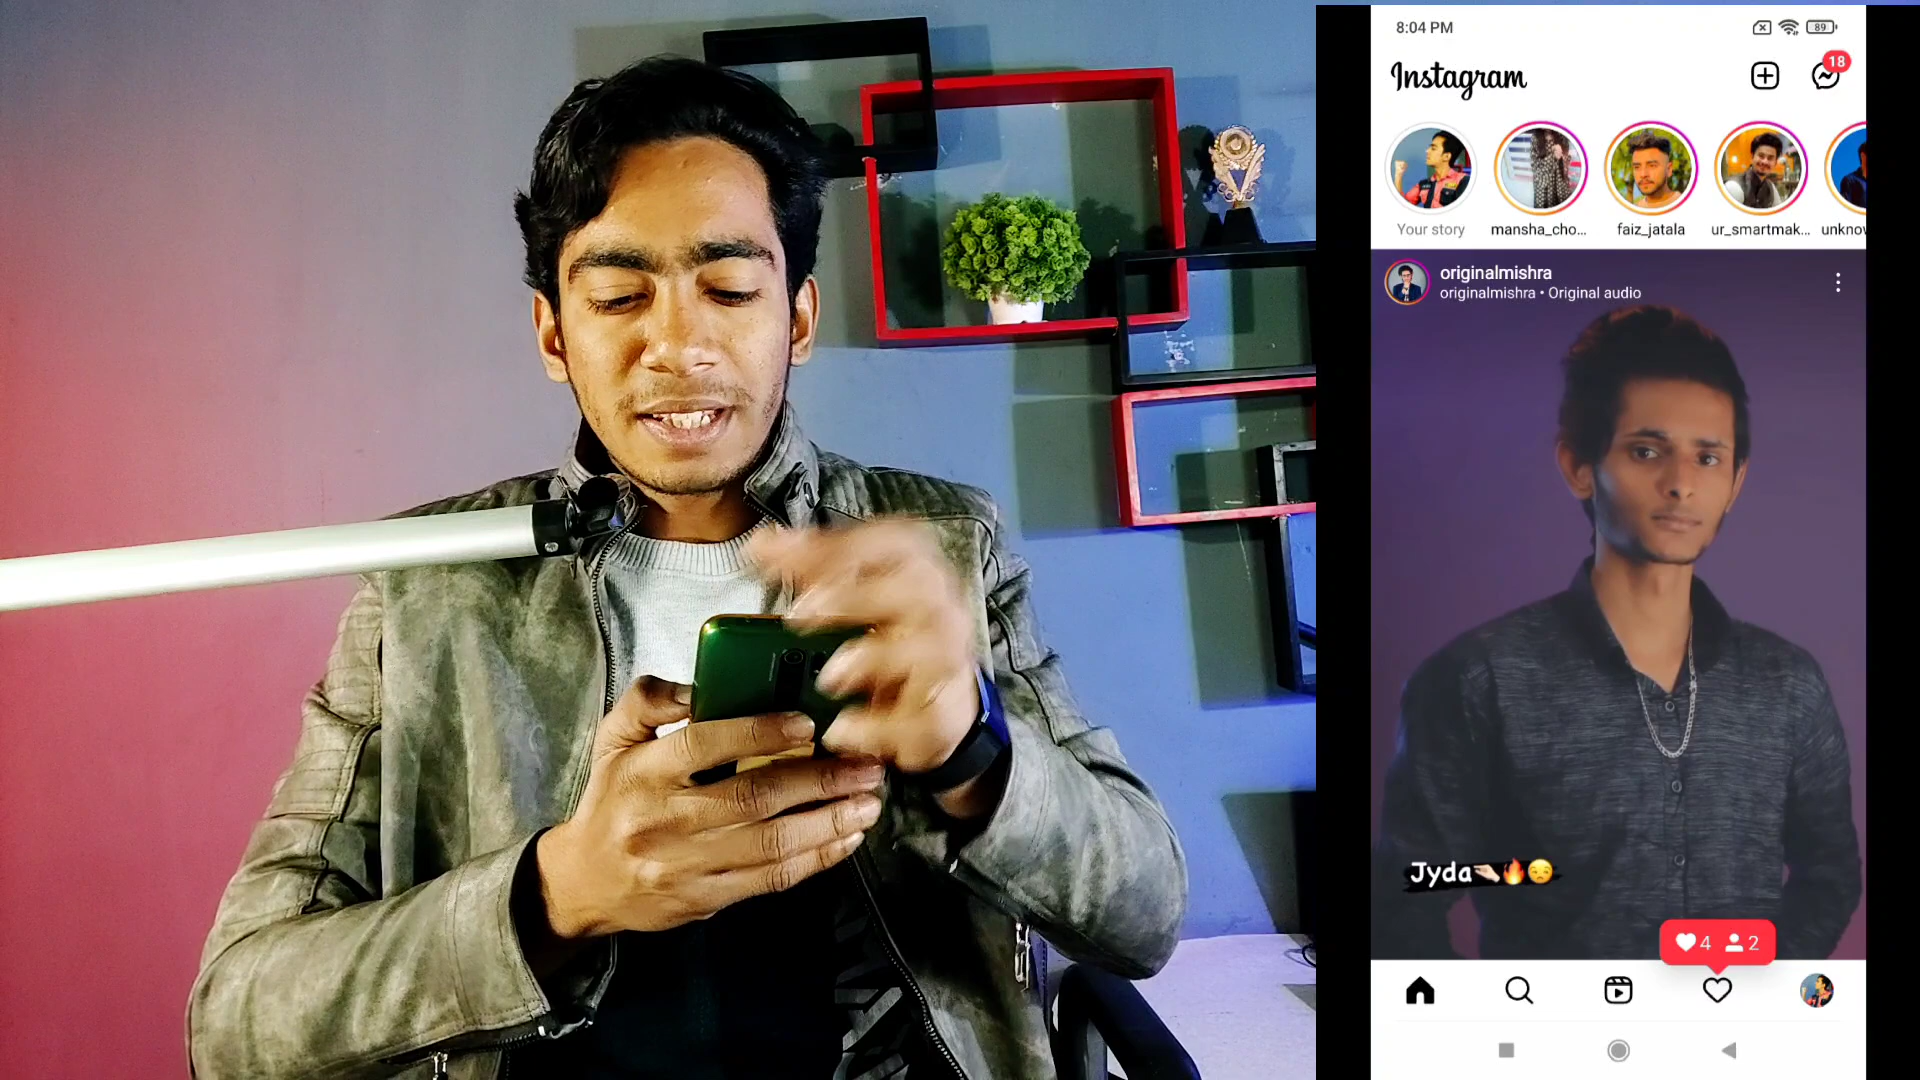 8:04 PM
89
Instagram
18
Your story
mansha_cho...
faiz_jatala
ur_smartmak...
unknov
originalmishra
originalmishra • Original audio
Jyda
4 2